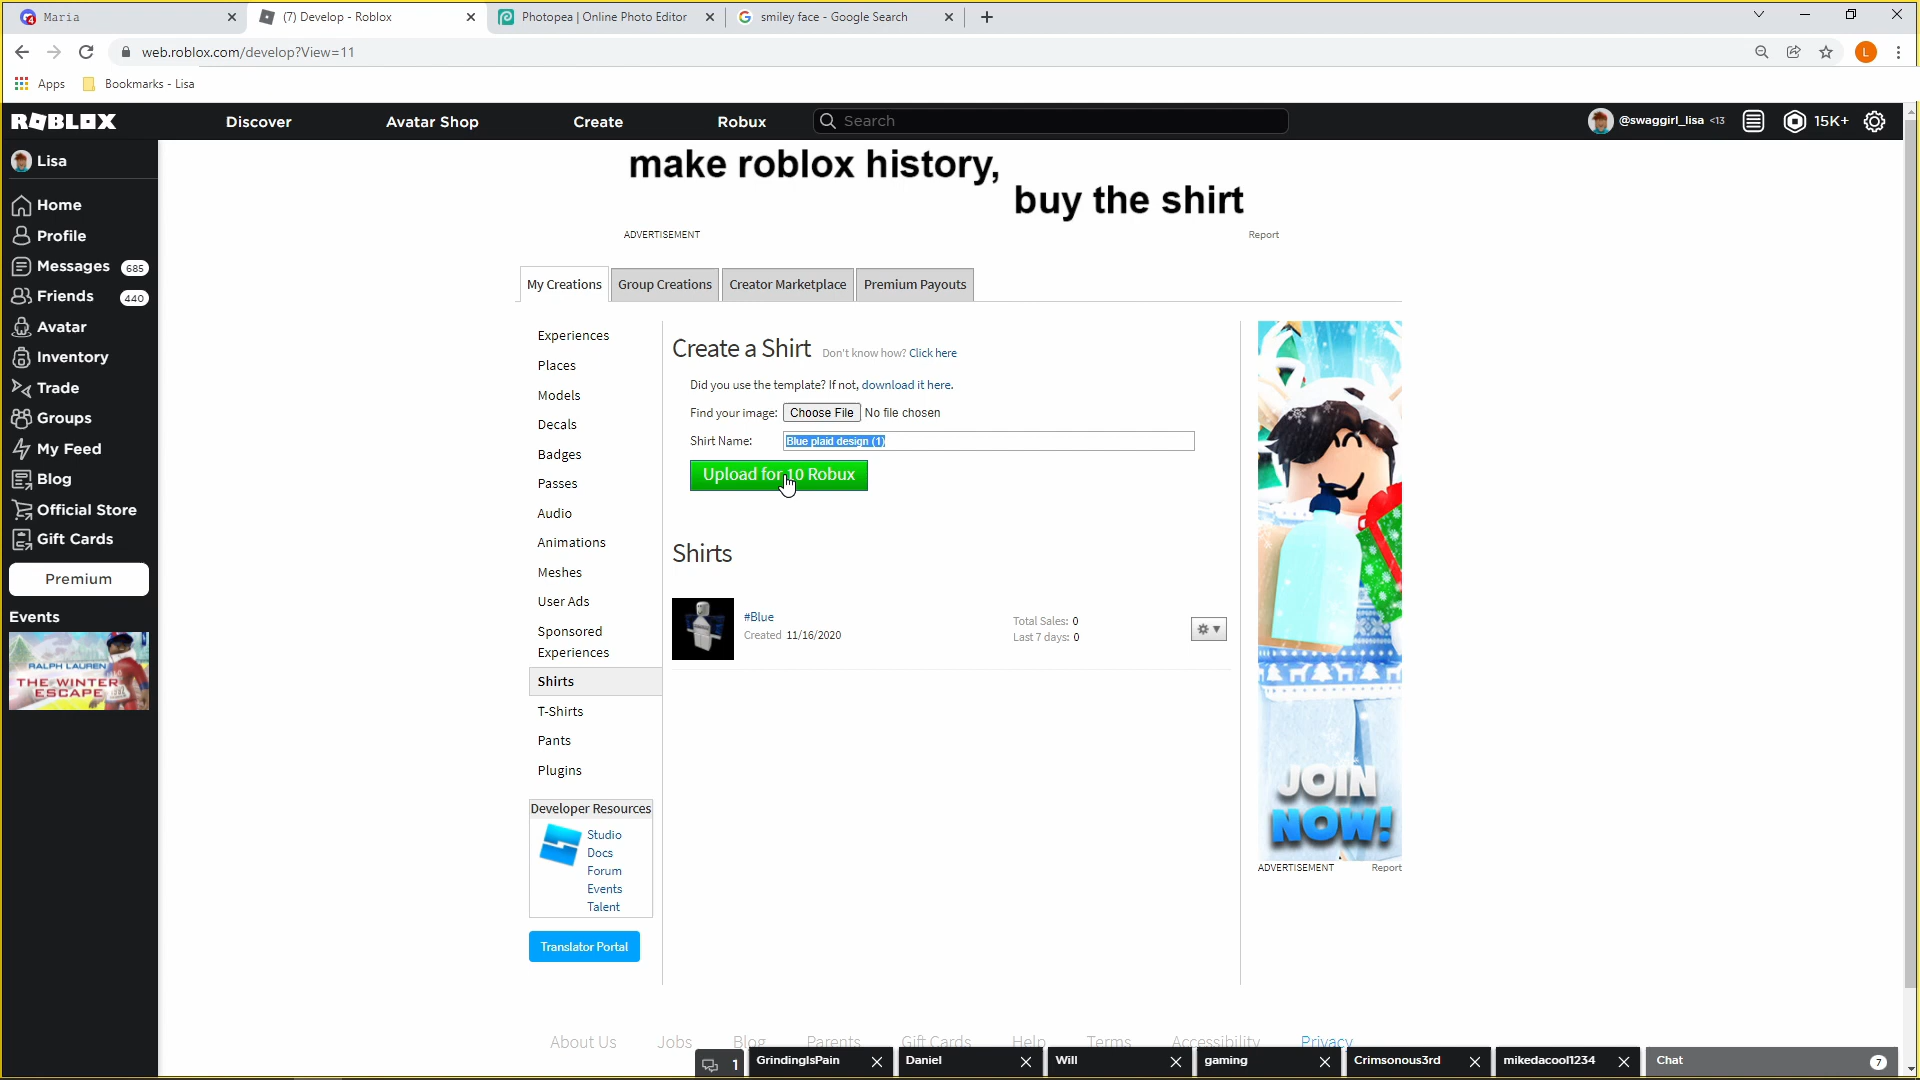 Maria
(7) Develop - Roblox
Photopea | Online Photo Editor
smiley face - Google Search
web.roblox.com/develop?View=11
L
Apps
Bookmarks - Lisa
ROBLOX
Discover
Avatar Shop
Create
Robux
Search
@swaggirl_lisa <13
15K+
Lisa
Home
Profile
Messages 685
Friends 440
Avatar
Inventory
Trade
Groups
My Feed
Blog
Official Store
Gift Cards
Premium
Events
RALPH LAUREN
THE WINTER
ESCAPE
make roblox history,
buy the shirt
ADVERTISEMENT
Report
My Creations
Group Creations
Creator Marketplace
Premium Payouts
Experiences
Places
Models
Decals
Badges
Passes
Audio
Animations
Meshes
User Ads
Sponsored
Experiences
Shirts
T-Shirts
Pants
Plugins
Developer Resources
Studio
Docs
Forum
Events
Talent
Translator Portal
Create a Shirt Don't know how? Click here
Did you use the template? If not, download it here.
Find your image: Choose File No file chosen
Shirt Name: Blue plaid design (1)
Upload for 10 Robux
Shirts
#Blue
Created 11/16/2020
Total Sales: 0
Last 7 days: 0
JOIN
NOW!
ADVERTISEMENT
Report
About Us
Jobs
Blog
Parents
Gift Cards
Help
Terms
Accessibility
Privacy
1
GrindingIsPain
Daniel
Will
gaming
Crimsonous3rd
mikedacool1234
Chat
7